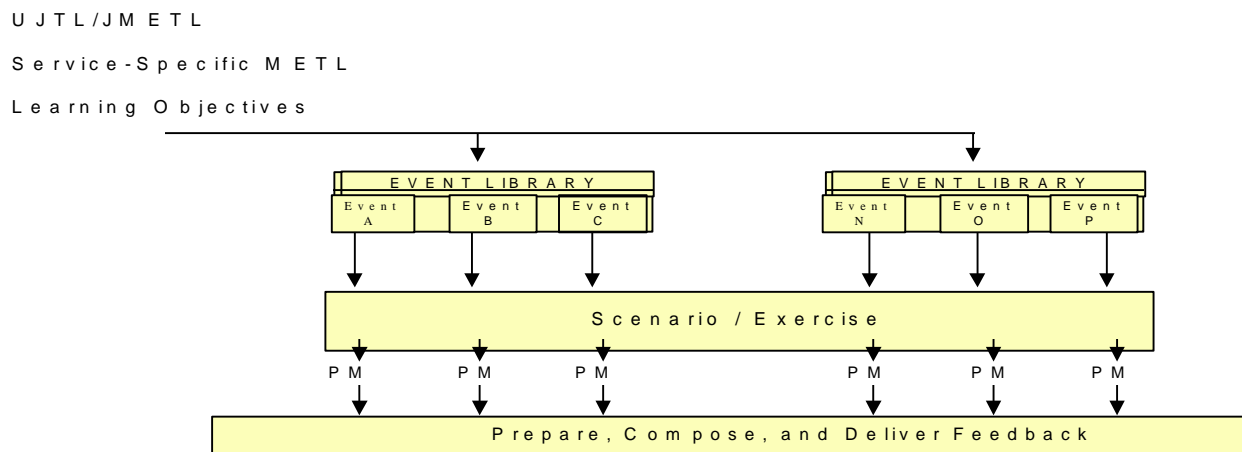 UJTL/JMETL
Service-Specific METL
Learning Objectives
EVENT LIBRARY EVENT LIBRARY
Event Event Event Event Event Event
A B C N O P
Scenario / Exercise
PM PM PM PM PM PM
Prepare, Compose, and Deliver Feedback